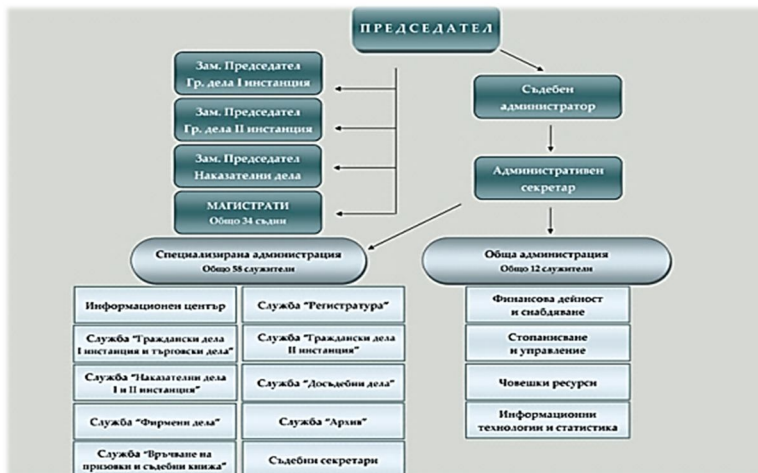 ПРЕДСЕДАТЕЛ
Зам. Председател
Гр. дела I инстанция
Зам. Председател
Гр. дела II инстанция
Зам. Председател
Наказателни дела
МАГИСТРАТИ
Общо 34 съдии
Съдебен
администратор
Административен
секретар
Специализирана администрация
Общо 58 служители
Обща администрация
Общо 12 служители
Информационен център
Служба "Регистратура"
Служба "Граждански дела
I инстанция и търговски дела"
Служба "Граждански дела
II инстанция"
Служба "Наказателни дела
I и II инстанция"
Служба "Досъдебни дела"
Служба "Фирмени дела"
Служба "Архив"
Служба "Връчване на
призовки и съдебни книжа"
Съдебни секретари
Финансова дейност
и снабдяване
Стопанисване
и управление
Човешки ресурси
Информационни
технологии и статистика